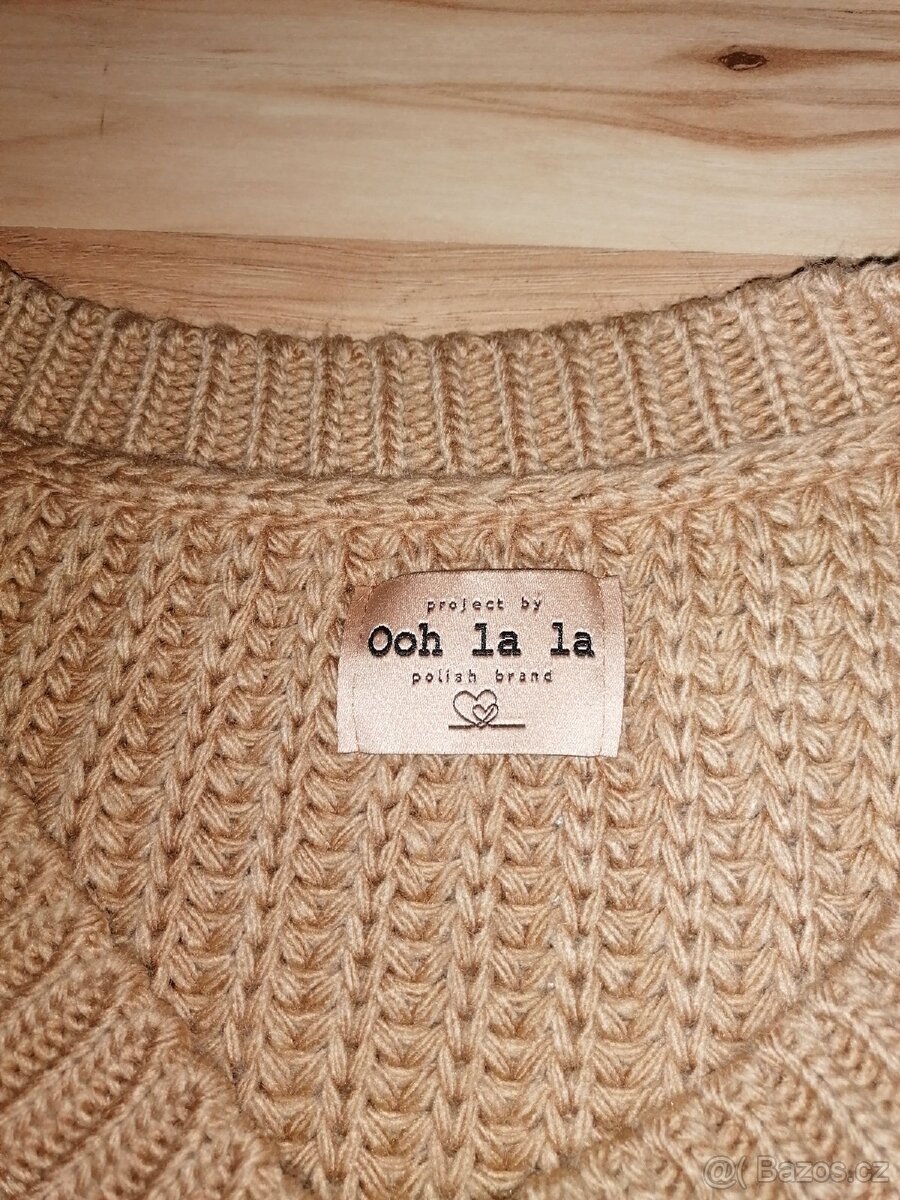 project by
Ooh la la
polish brand
@( Bazos.cz